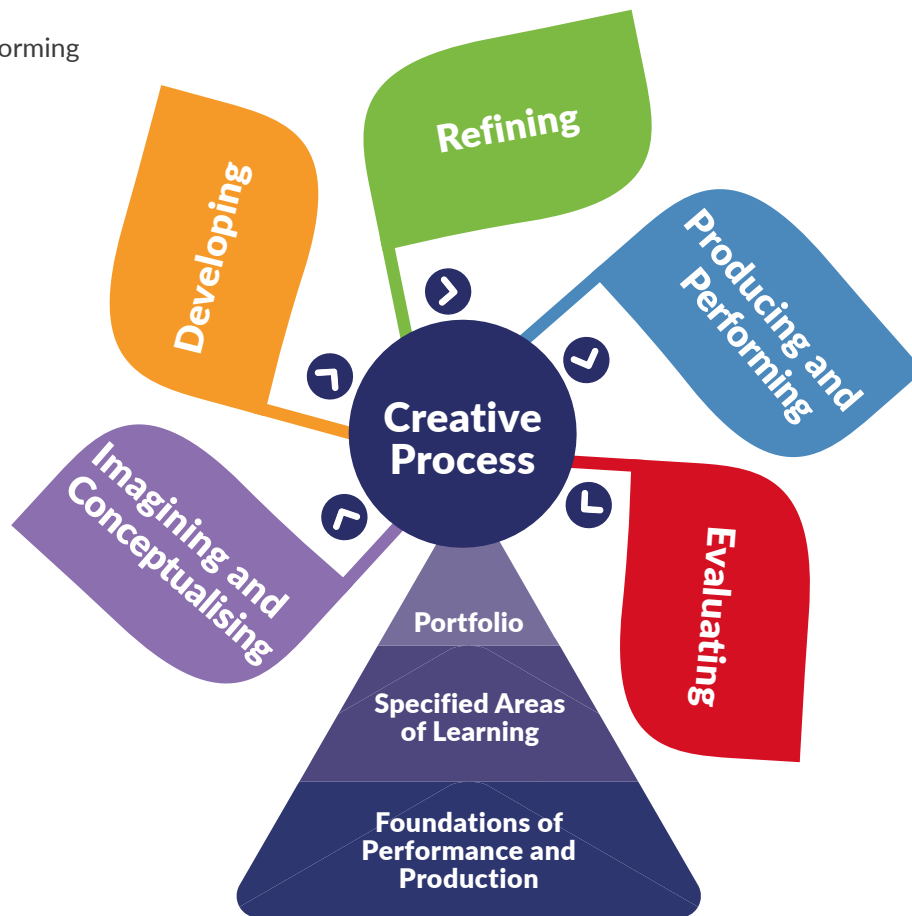 orming
Refining
Developing
Producing and
Performing
Creative
Process
Imagining and
Conceptualising
Evaluating
Portfolio
Specified Areas
of Learning
Foundations of
Performance and
Production